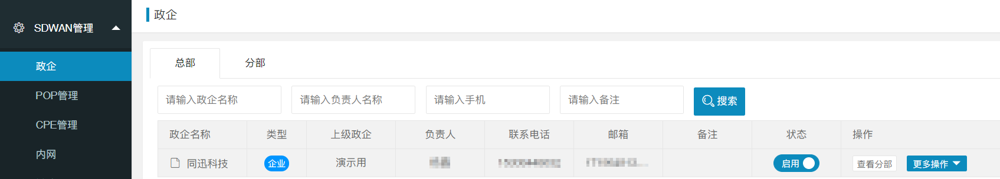 政企
SDWAN管理
政企
POP管理
CPE管理
内网
总部 分部
请输入政企名称 请输入负责人名称 请输入手机 请输入备注 搜索
政企名称 类型 上级政企 负责人 联系电话 邮箱 备注 状态 操作
同迅科技 企业 演示用 启用 查看分部 更多操作